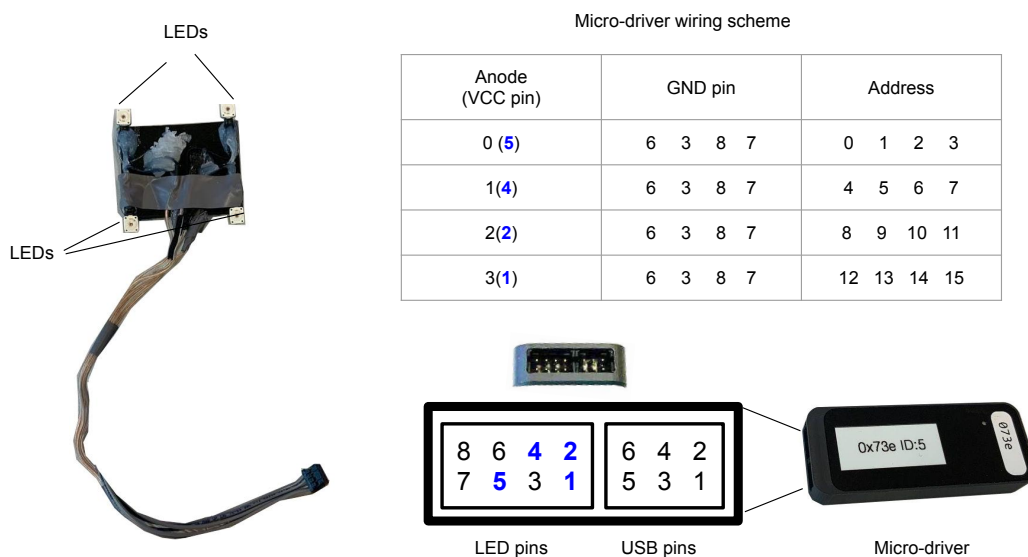 LEDs
Micro-driver wiring scheme
Anode
(VCC pin)
GND pin
Address
0 (5)
6 3 8 7
0 1 2 3
1(4)
6 3 8 7
4 5 6 7
2(2)
6 3 8 7
8 9 10 11
3(1)
6 3 8 7
12 13 14 15
LEDs
8 6 4 2
7 5 3 1
6 4 2
5 3 1
0x73e ID:5
073e
LED pins
USB pins
Micro-driver